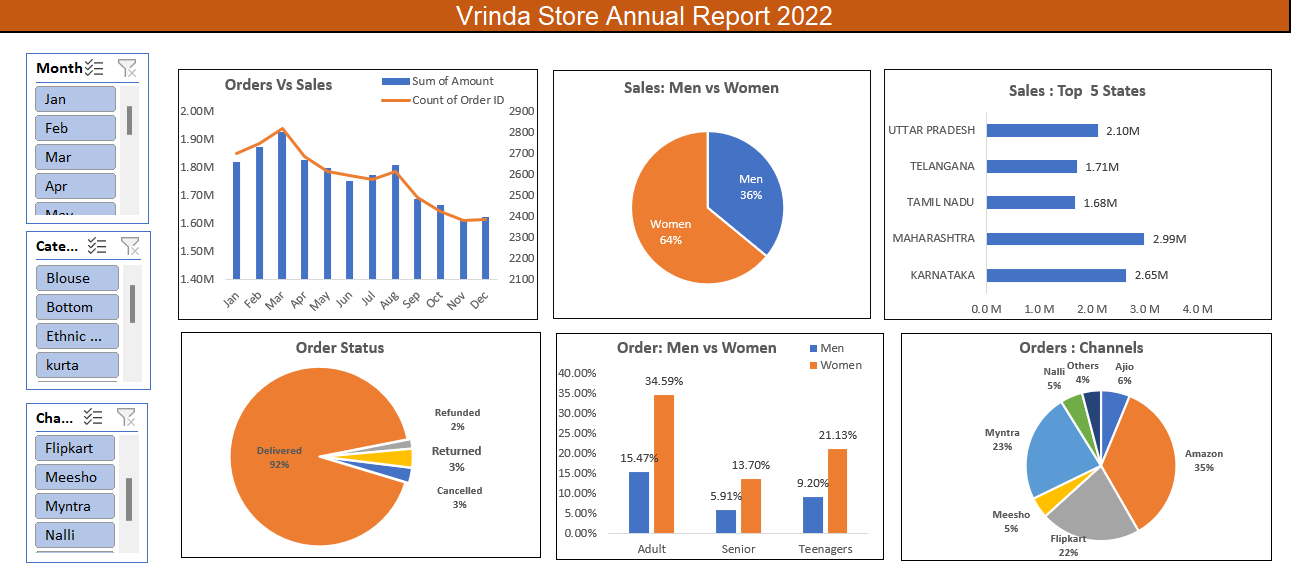 Vrinda Store Annual Report 2022
Month
Jan
Feb
Mar
Apr
May
Cate...
Blouse
Bottom
Ethnic ...
kurta
Cha...
Flipkart
Meesho
Myntra
Nalli
Orders Vs Sales
Sum of Amount
Count of Order ID
2.00M
1.90M
1.80M
1.70M
1.60M
1.50M
1.40M
2900
2800
2700
2600
2500
2400
2300
2200
2100
Jan
Feb
Mar
Apr
May
Jun
Jul
Aug
Sep
Oct
Nov
Dec
Sales: Men vs Women
Men
36%
Women
64%
Sales : Top 5 States
UTTAR PRADESH
2.10M
TELANGANA
1.71M
TAMIL NADU
1.68M
MAHARASHTRA
2.99M
KARNATAKA
2.65M
0.0 M 1.0 M 2.0 M 3.0 M 4.0 M
Order Status
Refunded
2%
Delivered
92%
Returned
3%
Cancelled
3%
Order: Men vs Women
Men
Women
40.00%
35.00%
30.00%
25.00%
20.00%
15.00%
10.00%
5.00%
0.00%
15.47%
34.59%
5.91%
13.70%
9.20%
21.13%
Adult Senior Teenagers
Orders : Channels
Nalli
5%
Others
4%
Ajio
6%
Myntra
23%
Amazon
35%
Meesho
5%
Flipkart
22%